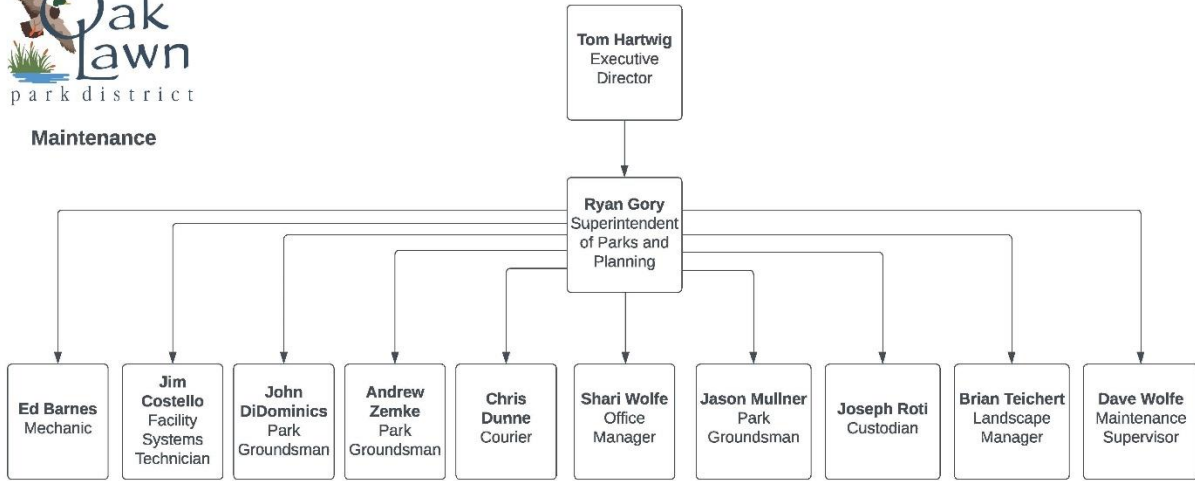 Oak
Lawn
park district
Maintenance
Tom Hartwig
Executive
Director
Ryan Gory
Superintendent
of Parks and
Planning
Ed Barnes
Mechanic
Jim
Costello
Facility
Systems
Technician
John
DiDominics
Park
Groundsman
Andrew
Zemke
Park
Groundsman
Chris
Dunne
Courier
Shari Wolfe
Office
Manager
Jason Mullner
Park
Groundsman
Joseph Roti
Custodian
Brian Teichert
Landscape
Manager
Dave Wolfe
Maintenance
Supervisor